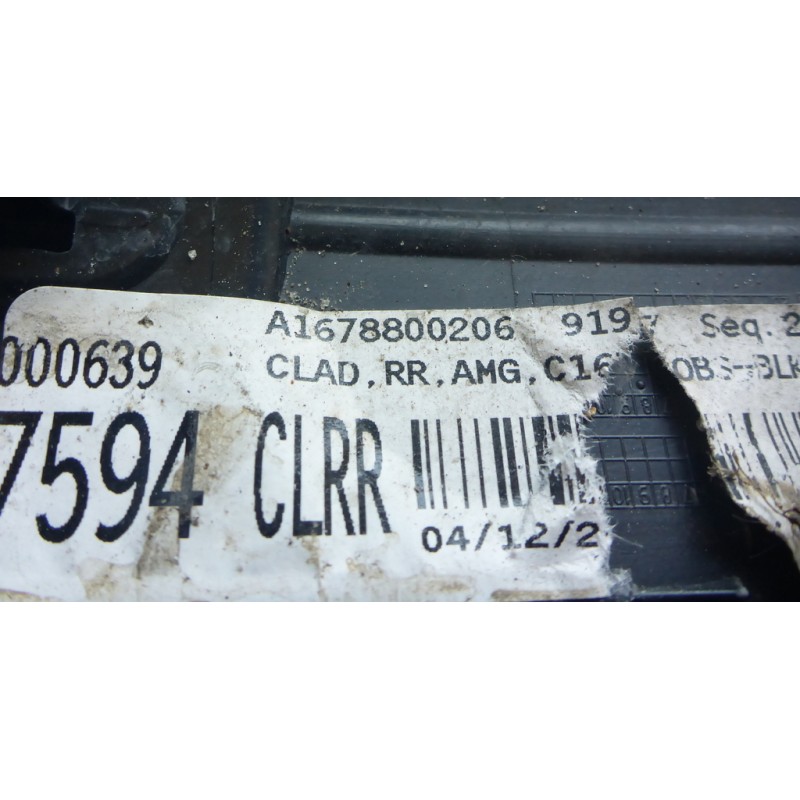 A1678800206 919 Seq.2
000639 CLAD,RR,AMG,C16 OBS-BLK
7594 CLRR
04/12/2